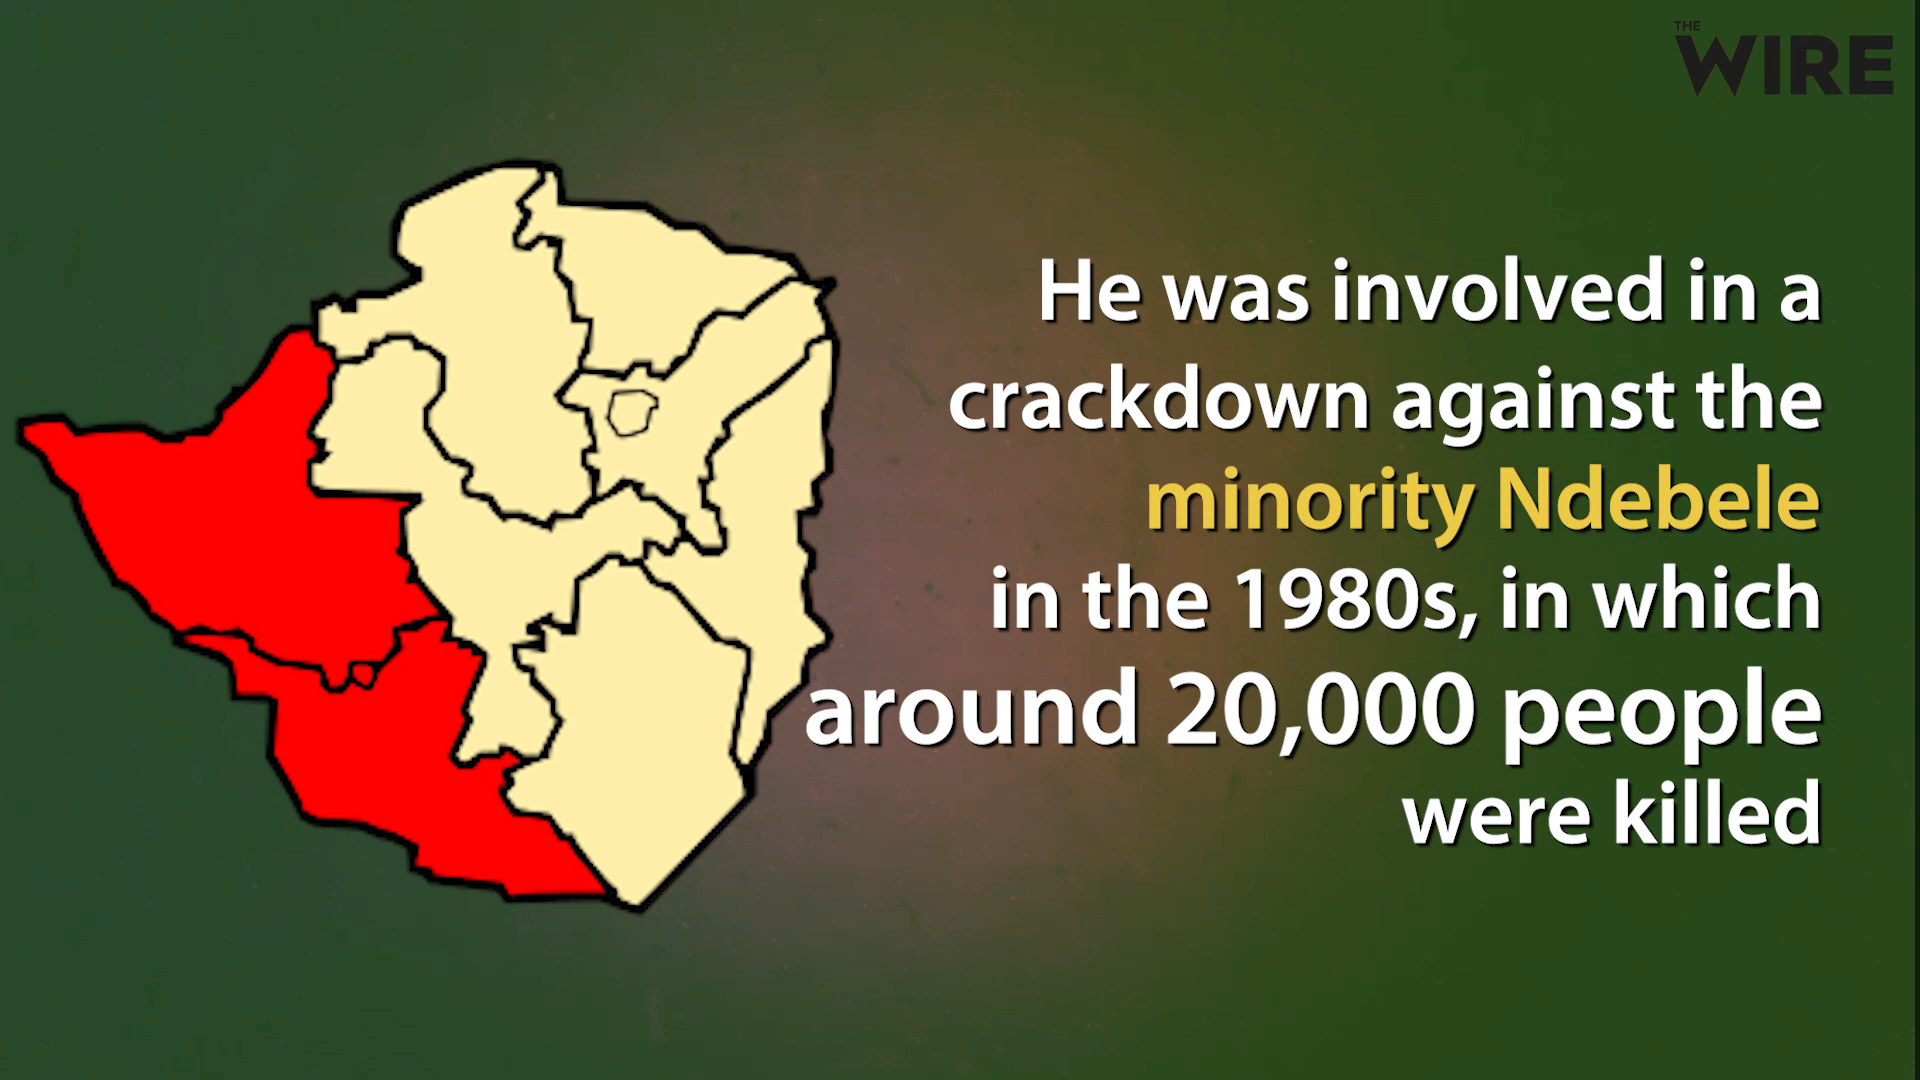 THE
WIRE
He was involved in a
crackdown against the
minority Ndebele
in the 1980s, in which
around 20,000 people
were killed